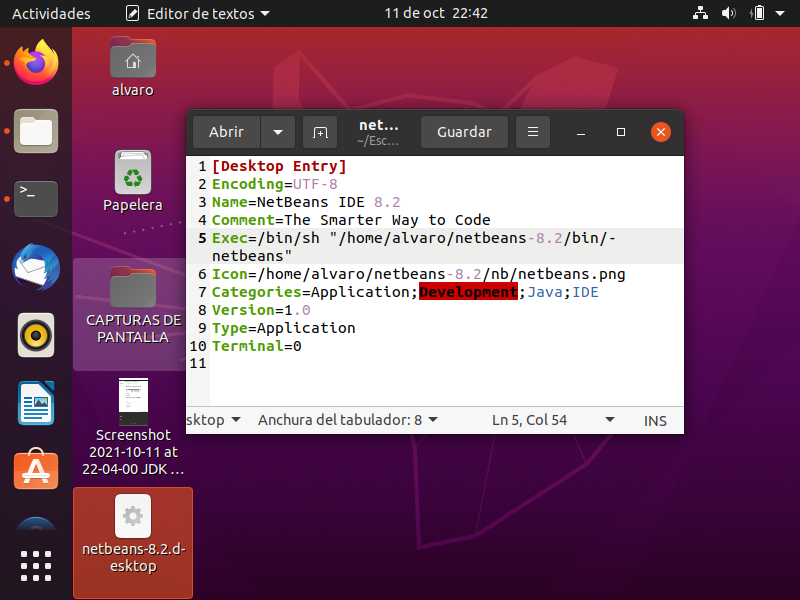 Actividades
Editor de textos
11 de oct 22:42
alvaro
Papelera
CAPTURAS DE
PANTALLA
Screenshot
2021-10-11 at
22-04-00 JDK …
netbeans-8.2.d-
esktop
Abrir
net…
~/Esc…
Guardar
1 [Desktop Entry]
2 Encoding=UTF-8
3 Name=NetBeans IDE 8.2
4 Comment=The Smarter Way to Code
5 Exec=/bin/sh "/home/alvaro/netbeans-8.2/bin/-
netbeans"
6 Icon=/home/alvaro/netbeans-8.2/nb/netbeans.png
7 Categories=Application;Development;Java;IDE
8 Version=1.0
9 Type=Application
10 Terminal=0
11
sktop
Anchura del tabulador: 8
Ln 5, Col 54
INS